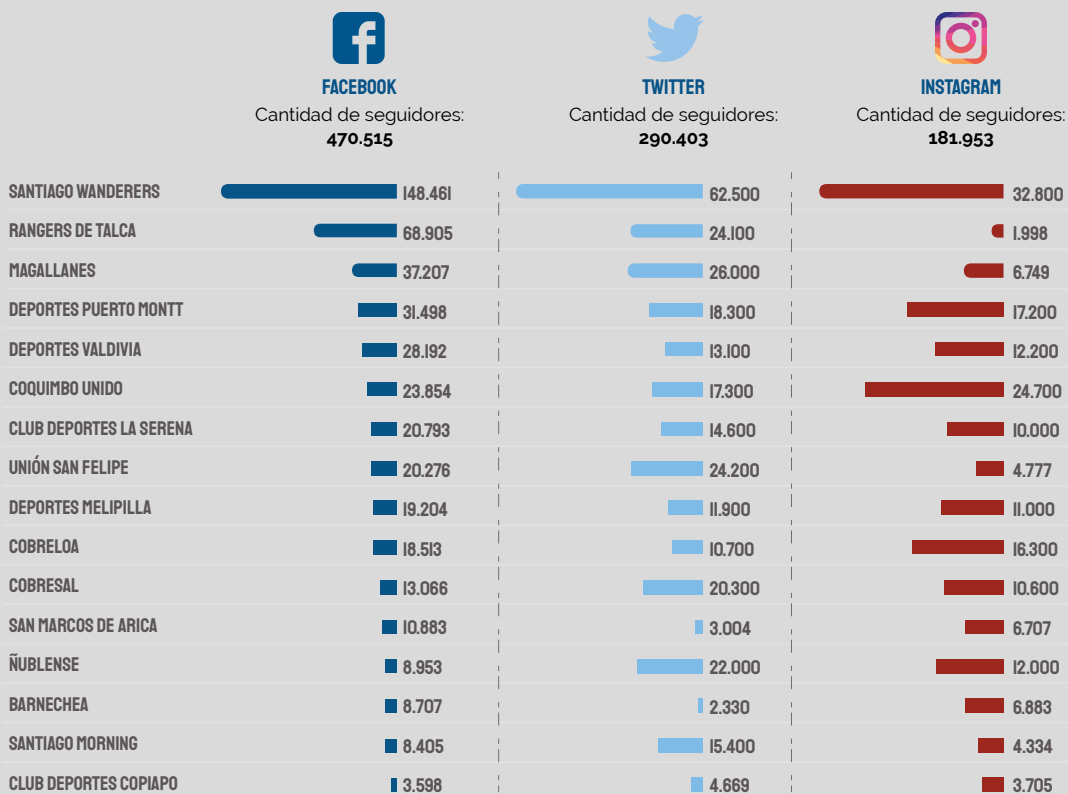 FACEBOOK TWITTER INSTAGRAM
Cantidad de seguidores: Cantidad de seguidores: Cantidad de seguidores:
470.515 290.403 181.953
SANTIAGO WANDERERS 148.461 62.500 32.800
RANGERS DE TALCA 68.905 24.100 1.998
MAGALLANES 37.207 26.000 6.749
DEPORTES PUERTO MONTT 31.498 18.300 17.200
DEPORTES VALDIVIA 28.192 13.100 12.200
COQUIMBO UNIDO 23.854 17.300 24.700
CLUB DEPORTES LA SERENA 20.793 14.600 10.000
UNIÓN SAN FELIPE 20.276 24.200 4.777
DEPORTES MELIPILLA 19.204 11.900 11.000
COBRELOA 18.513 10.700 16.300
COBRESAL 13.066 20.300 10.600
SAN MARCOS DE ARICA 10.883 3.004 6.707
ÑUBLENSE 8.953 22.000 12.000
BARNECHEA 8.707 2.330 6.883
SANTIAGO MORNING 8.405 15.400 4.334
CLUB DEPORTES COPIAPO 3.598 4.669 3.705